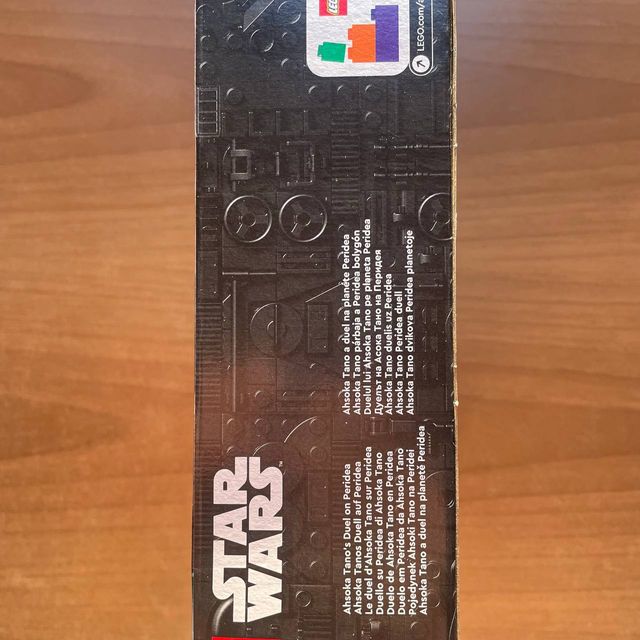 STAR
WARS
Ahsoka Tano's Duel on Peridea
Ahsoka Tanos Duell auf Peridea
Le duel d'Ahsoka Tano sur Peridea
Duello su Peridea di Ahsoka Tano
Duelo de Ahsoka Tano en Peridea
Duelo em Peridea da Ahsoka Tano
Pojedynek Ahsoki Tano na Peridei
Ahsoka Tano a duel na planetě Peridea
Ahsoka Tano a duel na planéte Peridea
Ahsoka Tano párbaja a Peridea bolygón
Duelul lui Ahsoka Tano pe planeta Peridea
Дуелът на Асока Тано на Перидея
Ahsoka Tano duelis uz Peridea
Ahsoka Tano Peridea duell
Ahsoka Tano dvikova Peridea planetoje
LEGO.com/